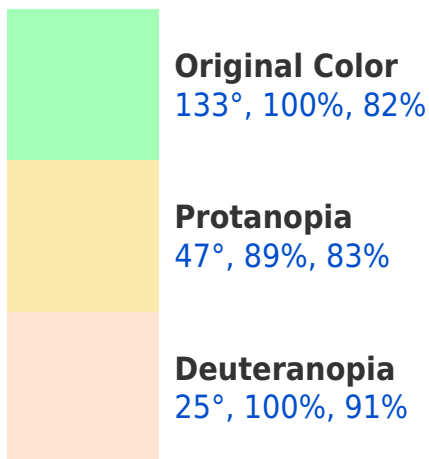 Original Color
133°, 100%, 82%
Protanopia
47°, 89%, 83%
Deuteranopia
25°, 100%, 91%